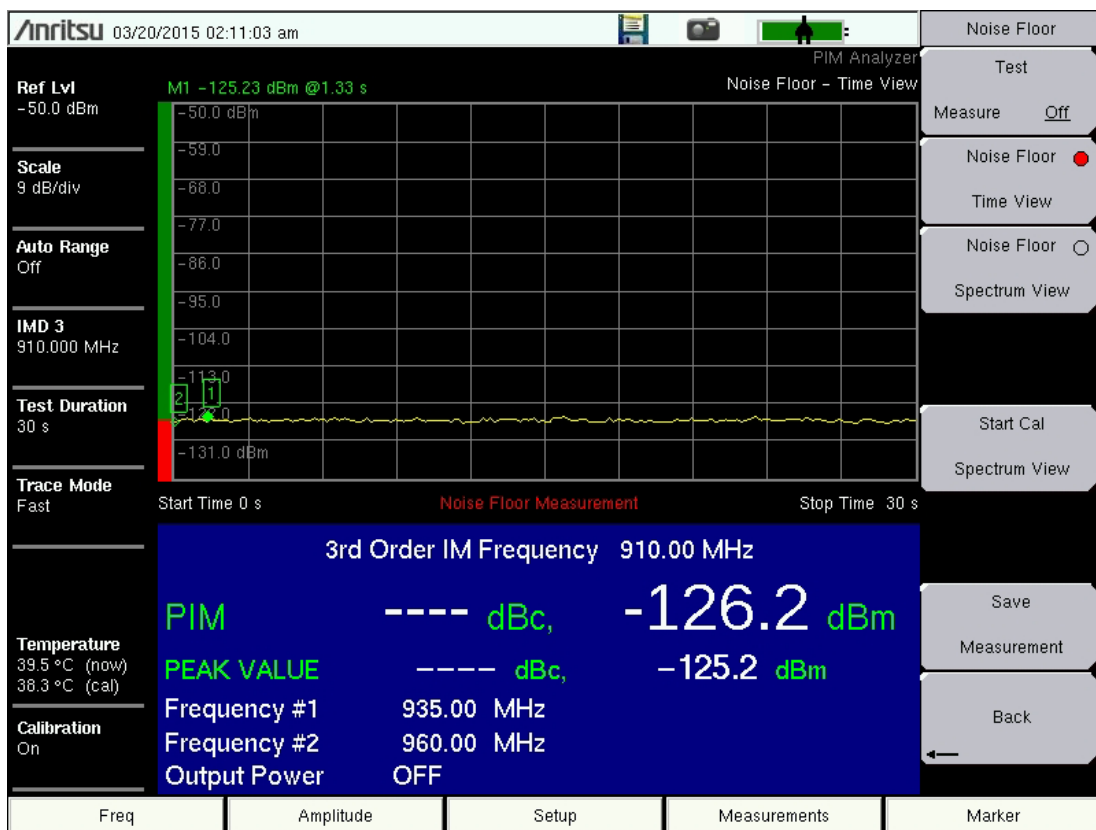 Anritsu 03/20/2015 02:11:03 am
Noise Floor
PIM Analyzer
Noise Floor - Time View
M1 -125.23 dBm @1.33 s
Ref Lvl
-50.0 dBm
Scale
9 dB/div
Auto Range
Off
IMD 3
910.000 MHz
Test Duration
30 s
Trace Mode
Fast
Temperature
39.5 °C (now)
38.3 °C (cal)
Calibration
On
-50.0 dBm
-59.0
-68.0
-77.0
-86.0
-95.0
-104.0
-113.0
2 1
-122.0
-131.0 dBm
Start Time 0 s
Noise Floor Measurement
Stop Time 30 s
3rd Order IM Frequency 910.00 MHz
PIM ---- dBc, -126.2 dBm
PEAK VALUE ---- dBc, -125.2 dBm
Frequency #1 935.00 MHz
Frequency #2 960.00 MHz
Output Power OFF
Test
Measure Off
Noise Floor
Time View
Noise Floor
Spectrum View
Start Cal
Spectrum View
Save
Measurement
Back
Freq
Amplitude
Setup
Measurements
Marker